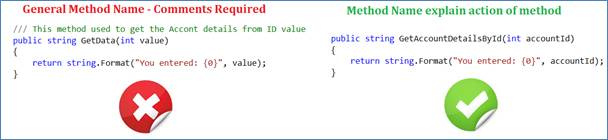 General Method Name - Comments Required
/// This method used to get the Accont details from ID value
public string GetData(int value)
{
    return string.Format("You entered: {0}", value);
}
Method Name explain action of method
public string GetAccountDetailsById(int accountId)
{
    return string.Format("You entered: {0}", accountId);
}